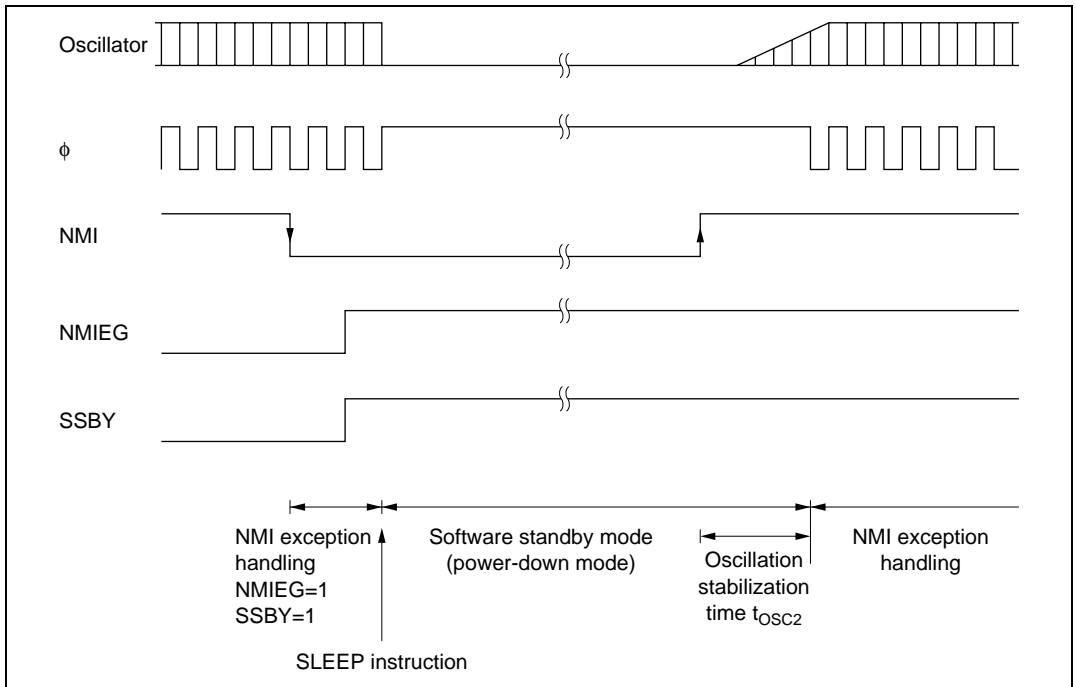 Oscillator
φ
NMI
NMIEG
SSBY
NMI exception
handling
NMIEG=1
SSBY=1
Software standby mode
(power-down mode)
Oscillation
stabilization
time tOSC2
NMI exception
handling
SLEEP instruction